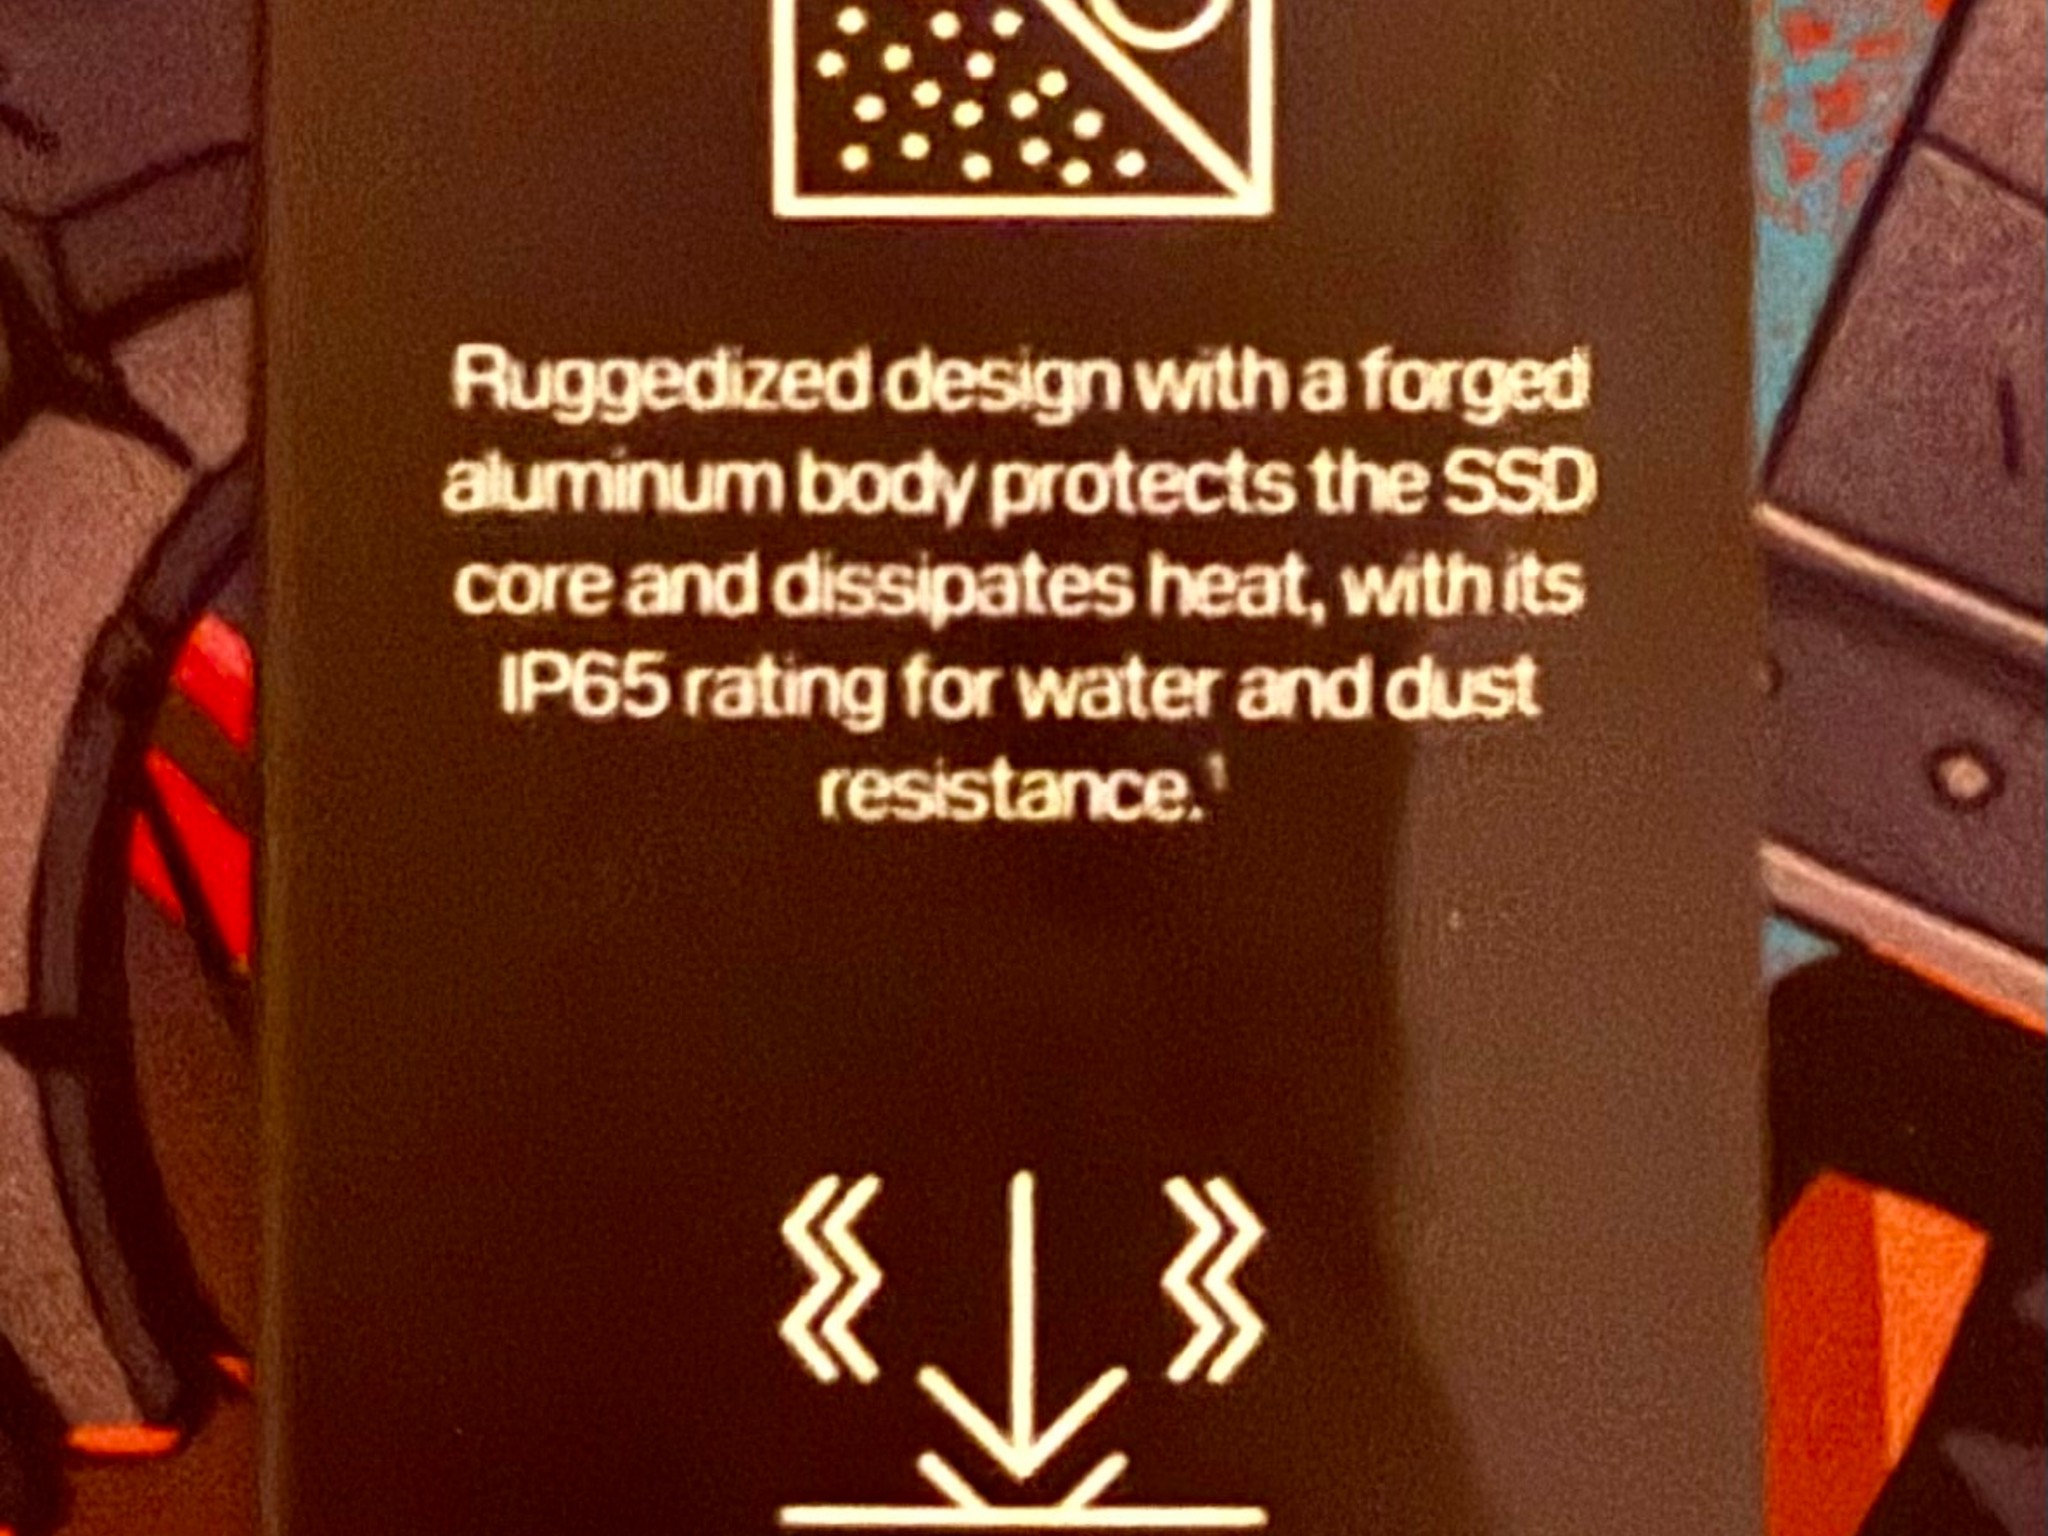 Ruggedized design with a forged
aluminum body protects the SSD
core and dissipates heat, with its
IP65 rating for water and dust
resistance.¹